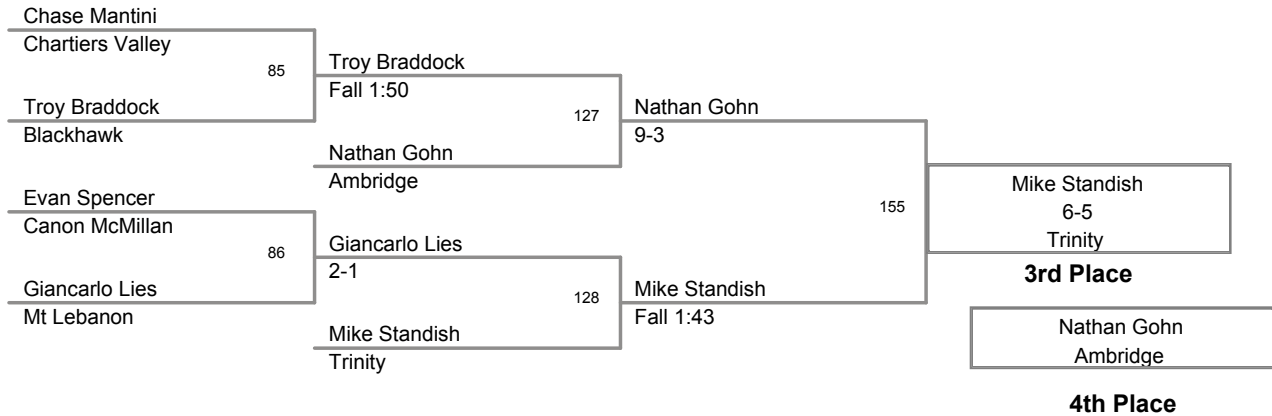 Chase Mantini
Chartiers Valley
85
Troy Braddock
Fall 1:50
Troy Braddock
Blackhawk
127
Nathan Gohn
9-3
Nathan Gohn
Ambridge
Evan Spencer
Canon McMillan
86
Giancarlo Lies
2-1
Giancarlo Lies
Mt Lebanon
128
Mike Standish
Fall 1:43
Mike Standish
Trinity
155
Mike Standish
6-5
Trinity
3rd Place
Nathan Gohn
Ambridge
4th Place